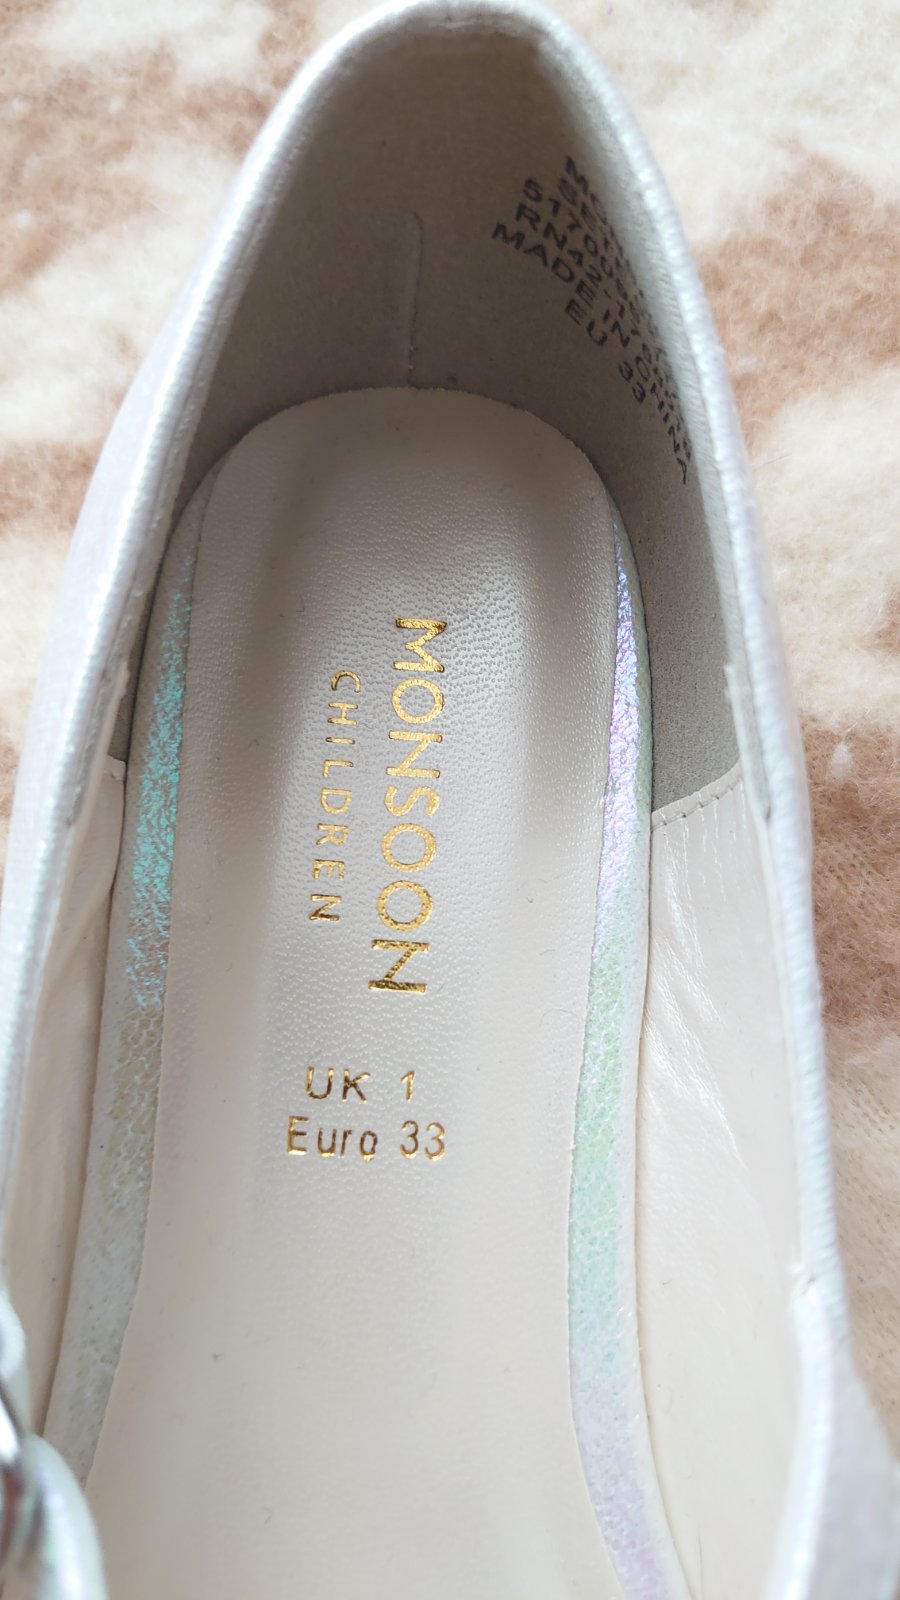 MONSOON
CHILDREN
UK 1
Euro 33
MADE IN CHINA
EU 33